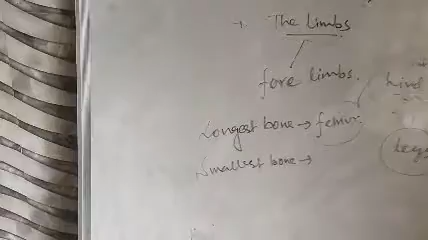 The Limbs
fore limbs. hind
Longest bone → femur
Smallest bone → legs